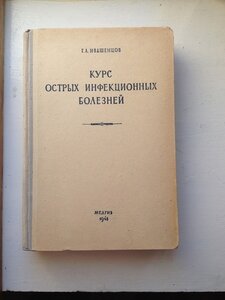 Г. А. ИВАШЕНЦОВ
КУРС
ОСТРЫХ ИНФЕКЦИОННЫХ
БОЛЕЗНЕЙ
МЕДГИЗ